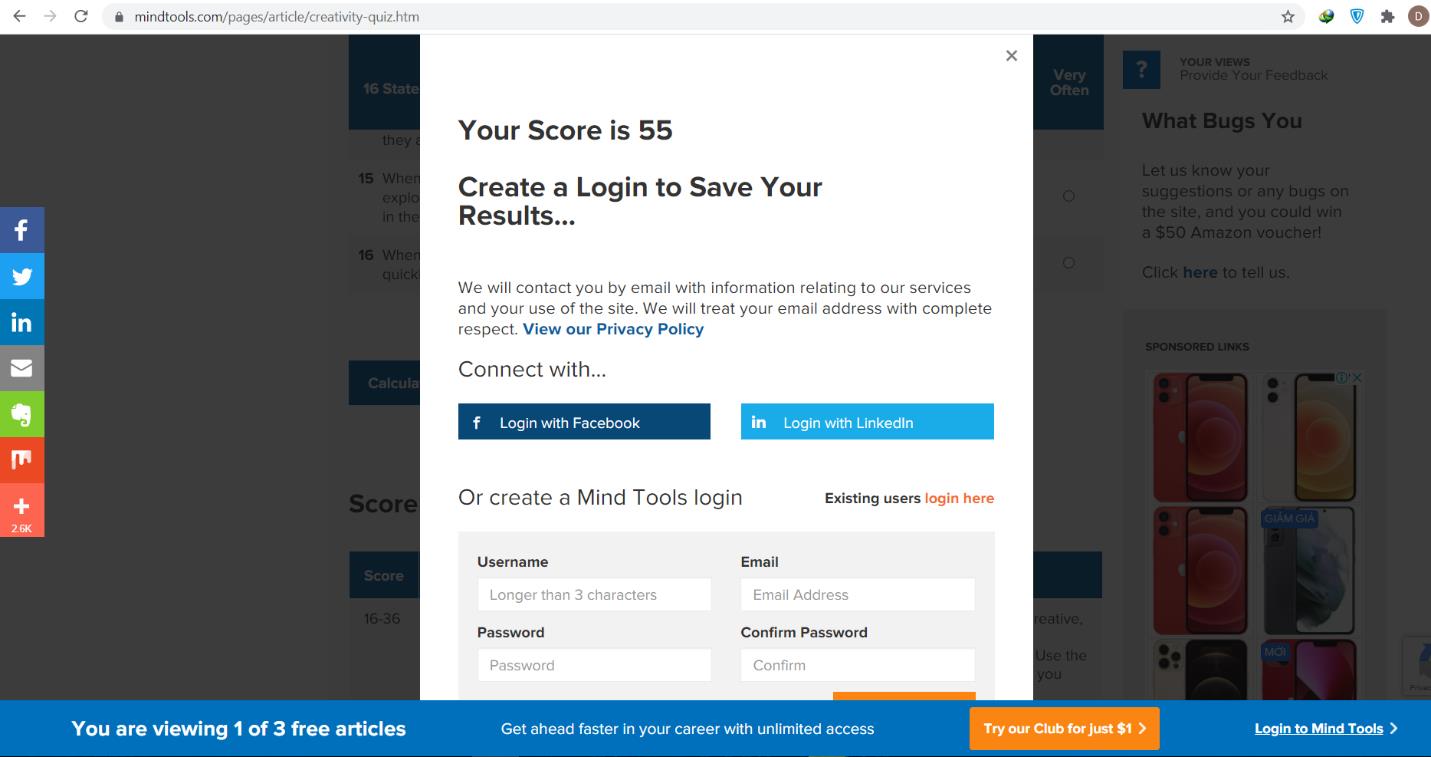 mindtools.com/pages/article/creativity-quiz.htm
D
16 State
Very
Often
they a
15 When
explo
in the
16 When
quickl
Calcula
Score
Score
16-36
reative,
Use the
you
2.6K
×
Your Score is 55
Create a Login to Save Your
Results...
We will contact you by email with information relating to our services
and your use of the site. We will treat your email address with complete
respect. View our Privacy Policy
Connect with...
f Login with Facebook
in Login with LinkedIn
Or create a Mind Tools login
Existing users login here
Username
Email
Longer than 3 characters
Email Address
Password
Confirm Password
Password
Confirm
?
YOUR VIEWS
Provide Your Feedback
What Bugs You
Let us know your
suggestions or any bugs on
the site, and you could win
a $50 Amazon voucher!
Click here to tell us.
SPONSORED LINKS
GIẢM GIÁ
MỚI
You are viewing 1 of 3 free articles
Get ahead faster in your career with unlimited access
Try our Club for just $1
Login to Mind Tools